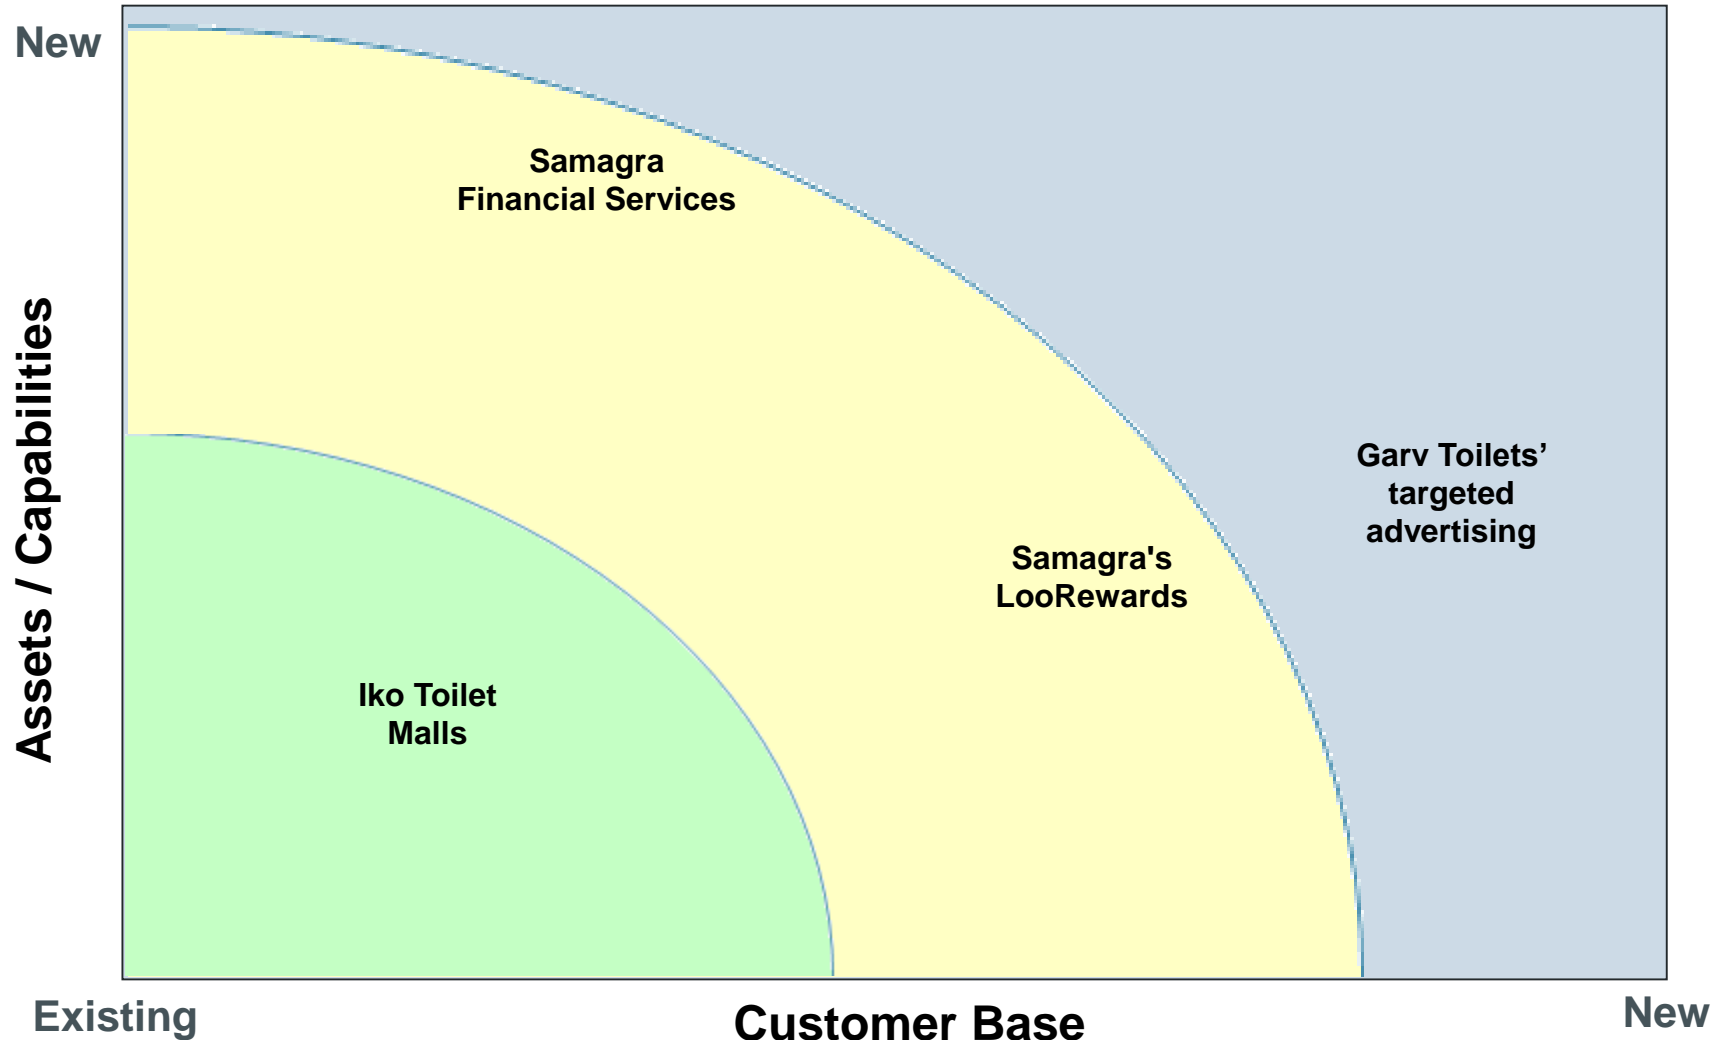 New
Samagra
Financial Services
Assets / Capabilities
Garv Toilets’
targeted
advertising
Samagra's
LooRewards
Iko Toilet
Malls
Existing
Customer Base
New